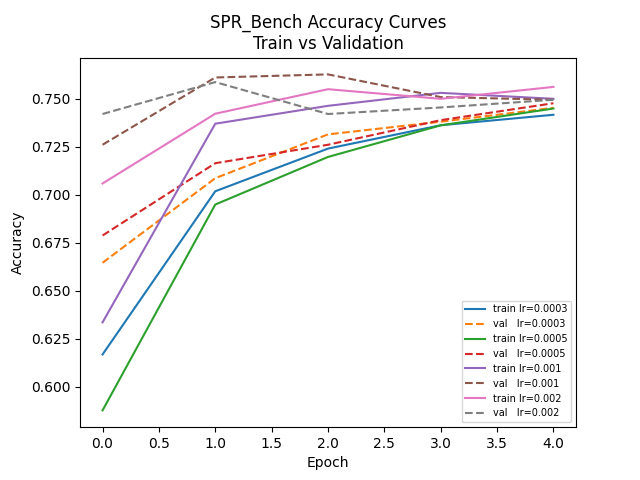 SPR_Bench Accuracy Curves
Train vs Validation
Accuracy
0.750
0.725
0.700
0.675
0.650
0.625
0.600
0.0 0.5 1.0 1.5 2.0 2.5 3.0 3.5 4.0
Epoch
train lr=0.0003
val lr=0.0003
train lr=0.0005
val lr=0.0005
train lr=0.001
val lr=0.001
train lr=0.002
val lr=0.002